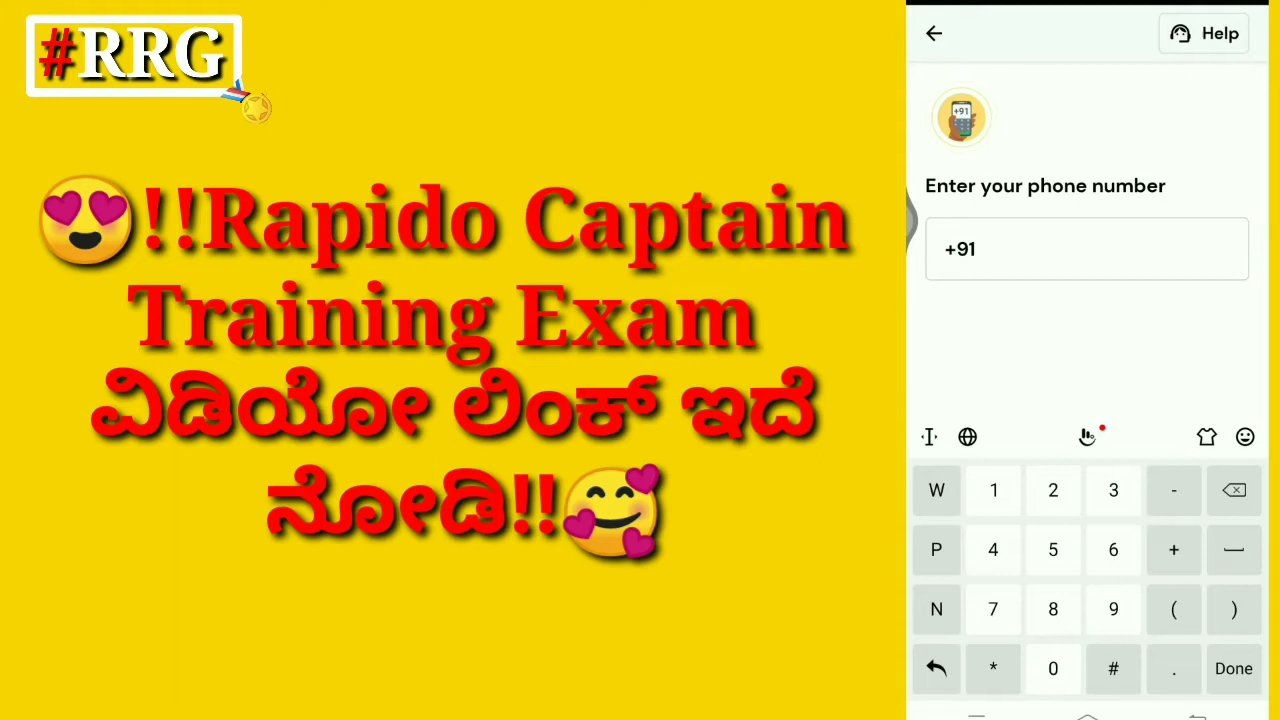 #RRG
!!Rapido Captain
Training Exam
ವಿಡಿಯೋ ಲಿಂಕ್ ಇದೆ
ನೋಡಿ!!
Help
+91
Enter your phone number
+91
W 1 2 3 -
P 4 5 6 +
N 7 8 9 ( )
* 0 # . Done